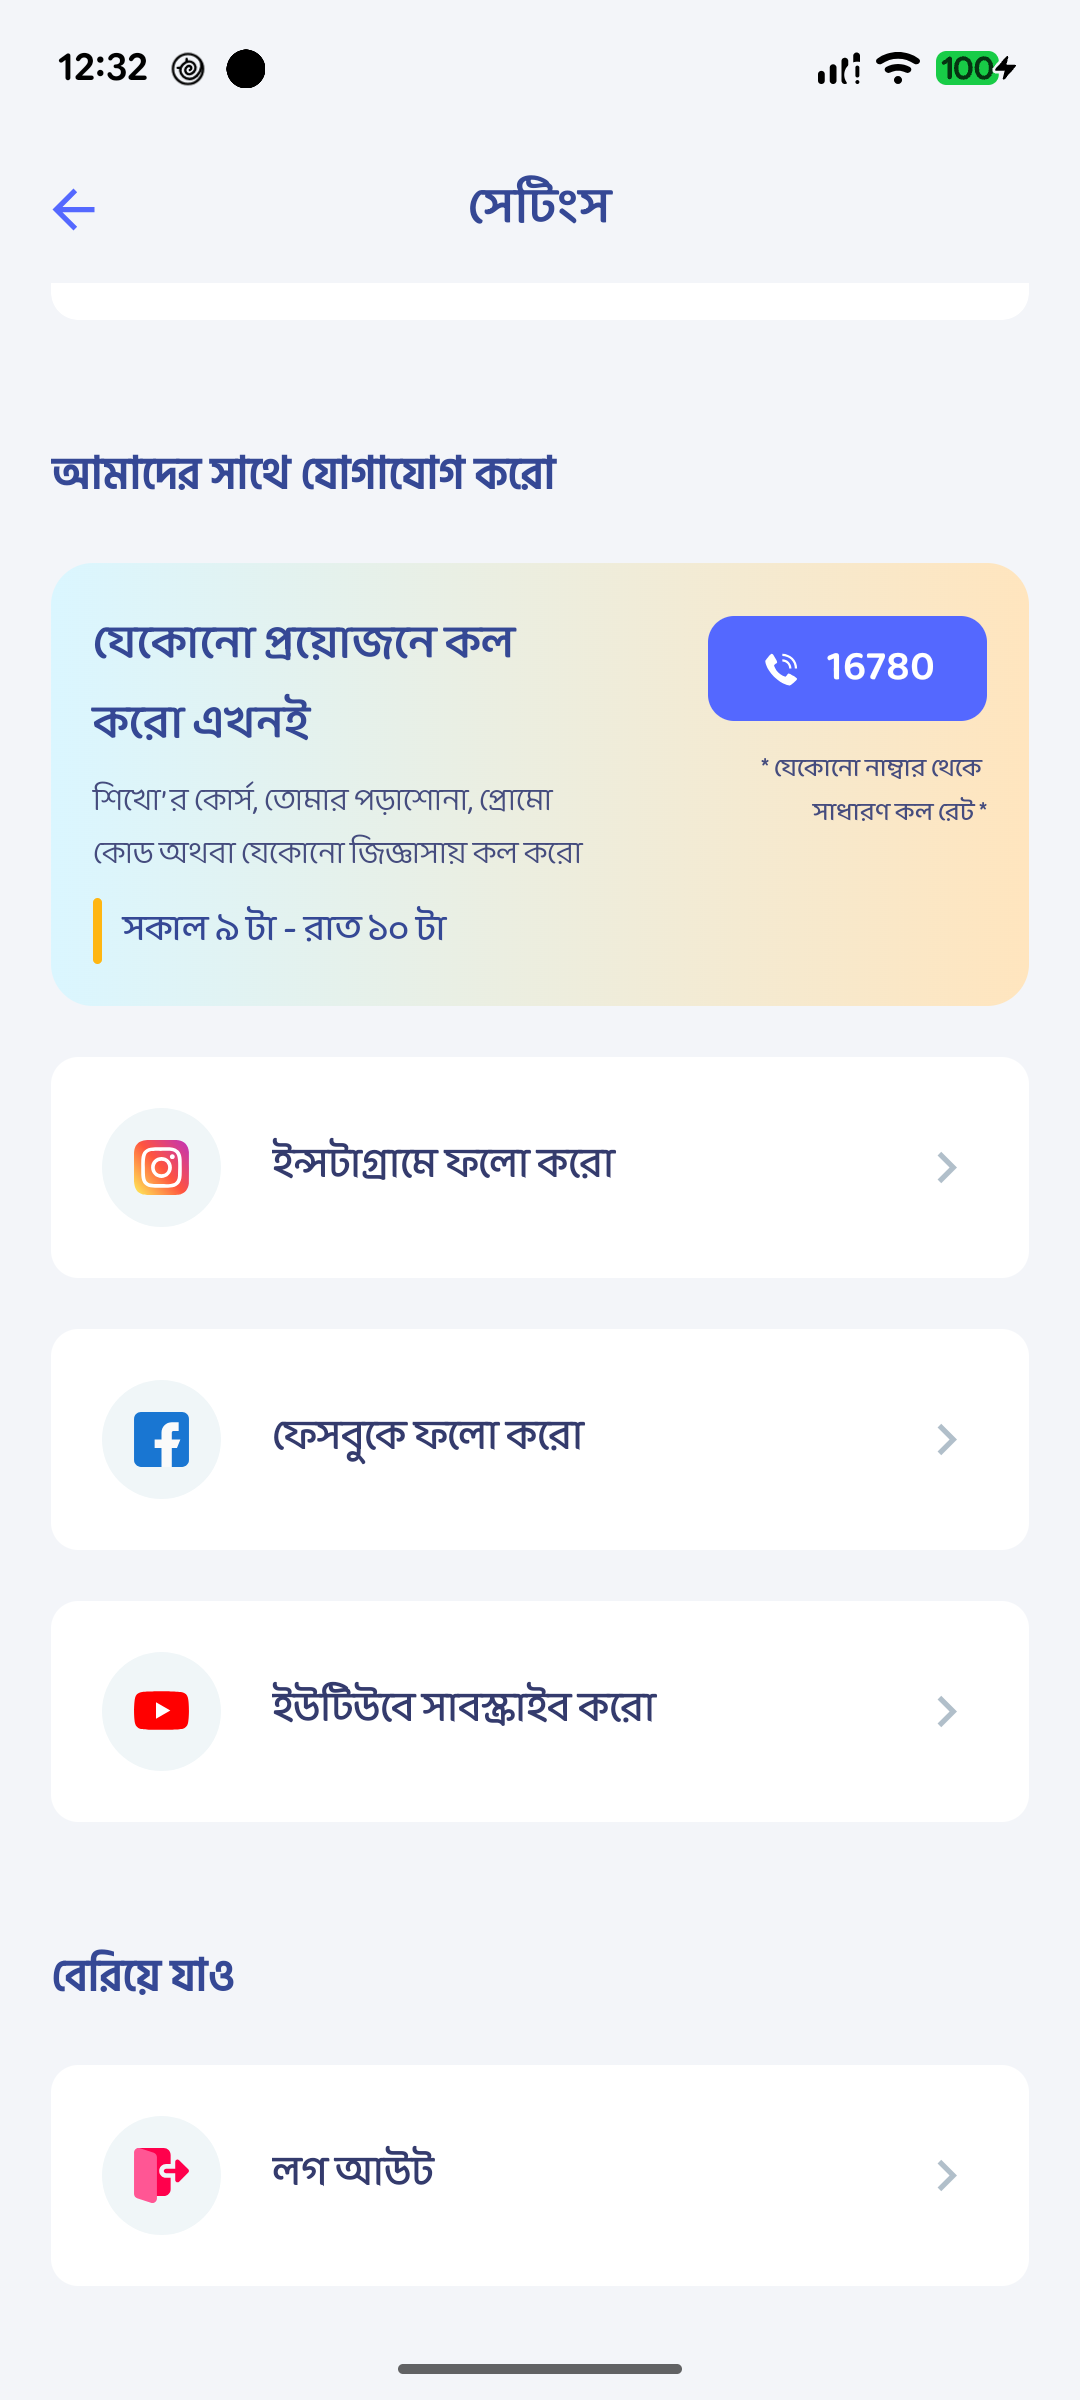 12:32
100
সেটিংস
আমাদের সাথে যোগাযোগ করো
যেকোনো প্রয়োজনে কল
করো এখনই
16780
* যেকোনো নাম্বার থেকে
সাধারণ কল রেট *
শিখো'র কোর্স, তোমার পড়াশোনা, প্রোমো
কোড অথবা যেকোনো জিজ্ঞাসায় কল করো
সকাল ৯ টা - রাত ১০ টা
ইন্সটাগ্রামে ফলো করো
ফেসবুকে ফলো করো
ইউটিউবে সাবস্ক্রাইব করো
বেরিয়ে যাও
লগ আউট